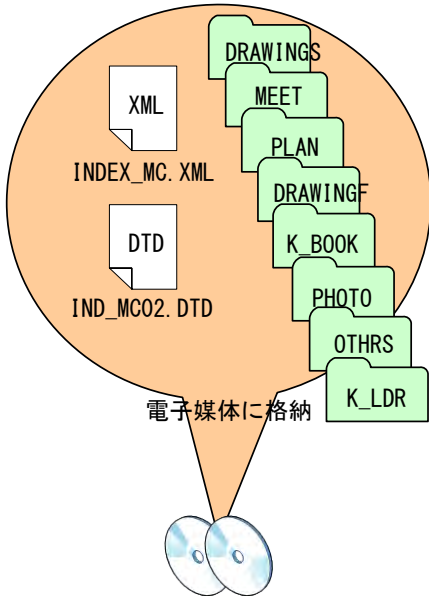 DRAWINGS
MEET
PLAN
DRAWINGF
K_BOOK
PHOTO
OTHRS
K_LDR
XML
INDEX_MC.XML
DTD
IND_MC02.DTD
電子媒体に格納